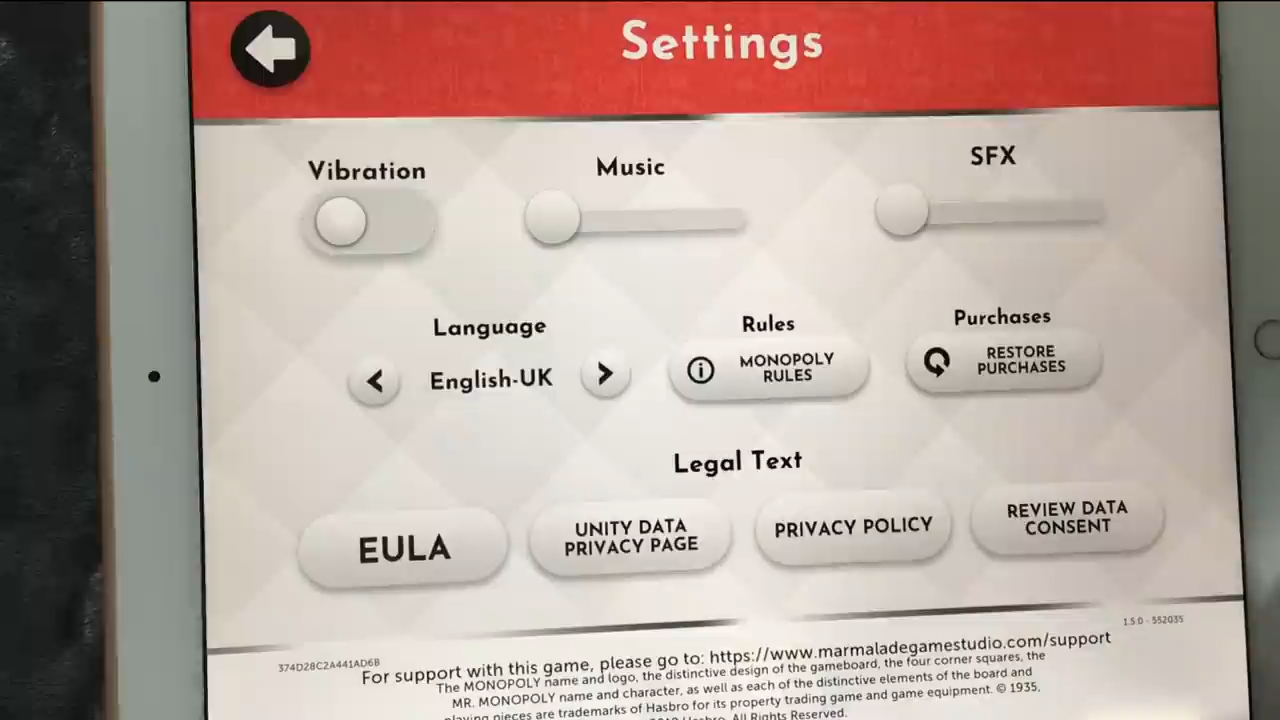 Settings
Vibration
Music
SFX
Language
English-UK
Rules
MONOPOLY
RULES
Purchases
RESTORE
PURCHASES
Legal Text
EULA
UNITY DATA
PRIVACY PAGE
PRIVACY POLICY
REVIEW DATA
CONSENT
1.5.0 - 552035
374D28C2A441AD6B
For support with this game, please go to: https://www.marmaladegamestudio.com/support
The MONOPOLY name and logo, the distinctive design of the gameboard, the four corner squares, the
MR. MONOPOLY name and character, as well as each of the distinctive elements of the board and
playing pieces are trademarks of Hasbro for its property trading game and game equipment. © 1935,
Hasbro. All Rights Reserved.